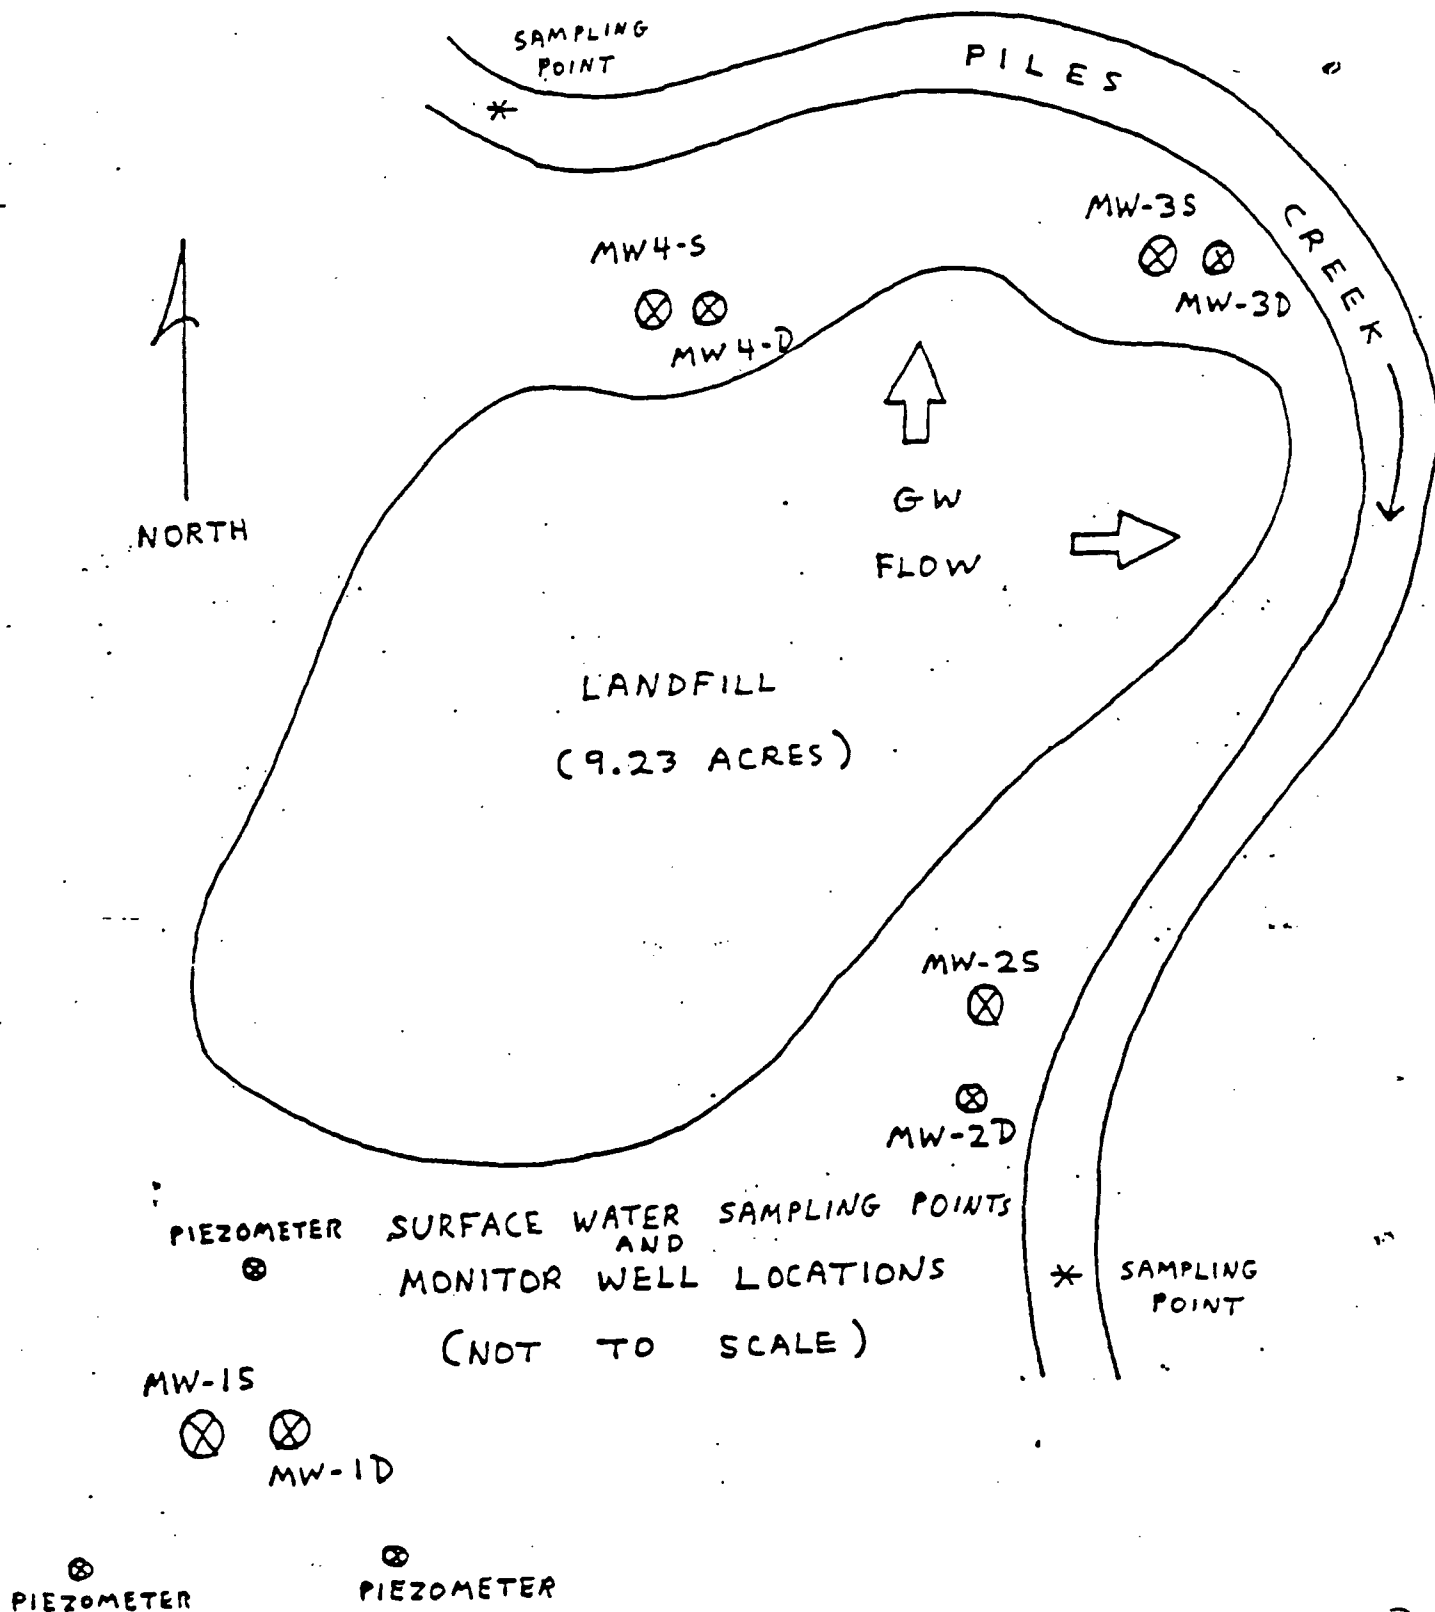 SAMPLING
POINT
PILES
CREEK
MW-3S
MW-3D
MW4-S
MW4-D
NORTH
GW
FLOW
LANDFILL
(9.23 ACRES)
MW-2S
MW-2D
PIEZOMETER
SURFACE WATER SAMPLING POINTS
AND
MONITOR WELL LOCATIONS
(NOT TO SCALE)
SAMPLING
POINT
MW-1S
MW-1D
PIEZOMETER
PIEZOMETER